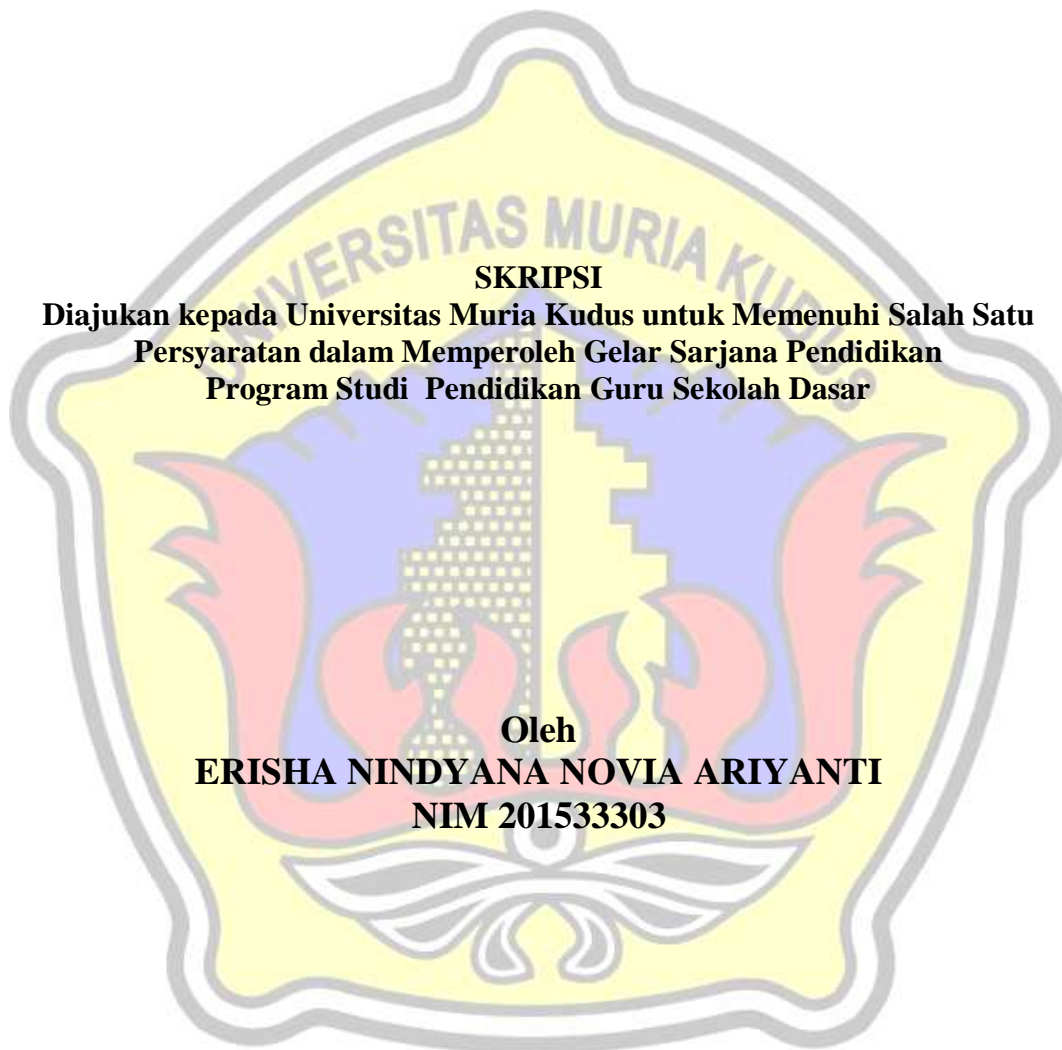 UNIVERSITAS MURIA KUDUS
SKRIPSI
Diajukan kepada Universitas Muria Kudus untuk Memenuhi Salah Satu
Persyaratan dalam Memperoleh Gelar Sarjana Pendidikan
Program Studi Pendidikan Guru Sekolah Dasar
Oleh
ERISHA NINDYANA NOVIA ARIYANTI
NIM 201533303